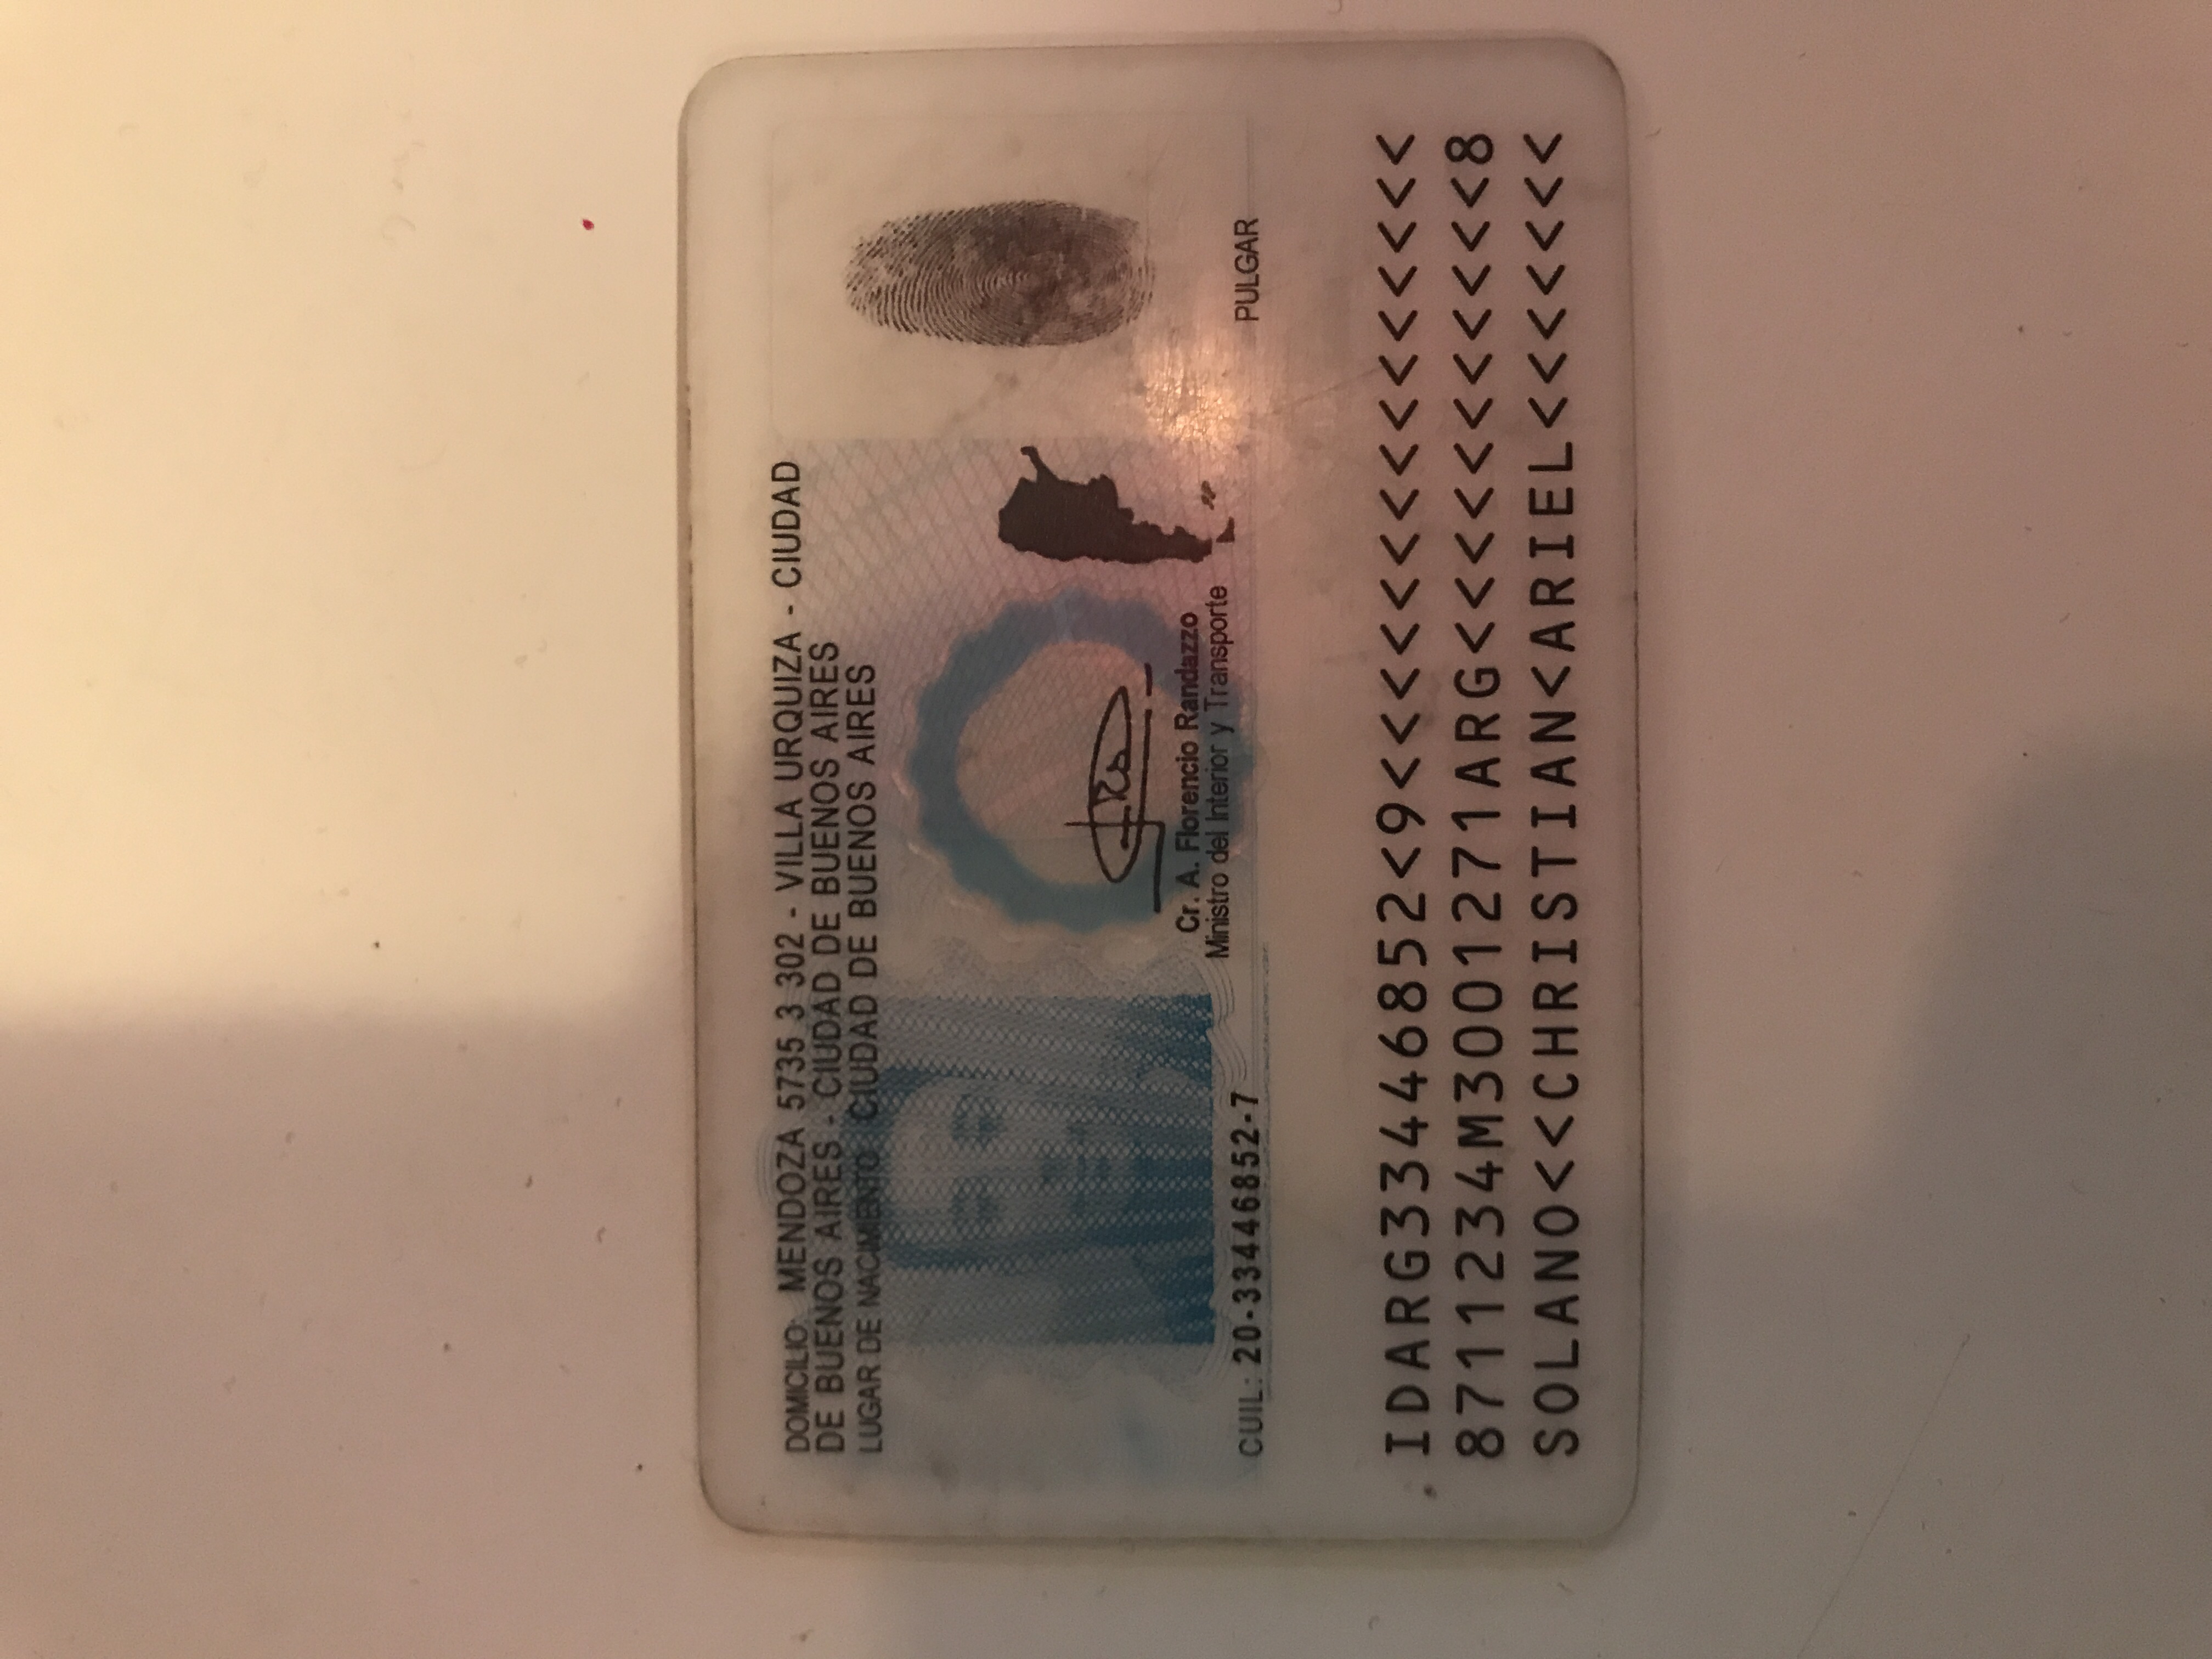 DOMICILIO: MENDOZA 5735 3 302 - VILLA URQUIZA - CIUDAD
DE BUENOS AIRES - CIUDAD DE BUENOS AIRES
LUGAR DE NACIMIENTO: CIUDAD DE BUENOS AIRES
Cr. A. Florencio Randazzo
Ministro del Interior y Transporte
CUIL: 20-33446852-7
PULGAR
IDARG33446852<9<<<<<<<<<<<<<<<
8711234M3001271ARG<<<<<<<<<<<8
SOLANO<<CHRISTIAN<ARIEL<<<<<<<